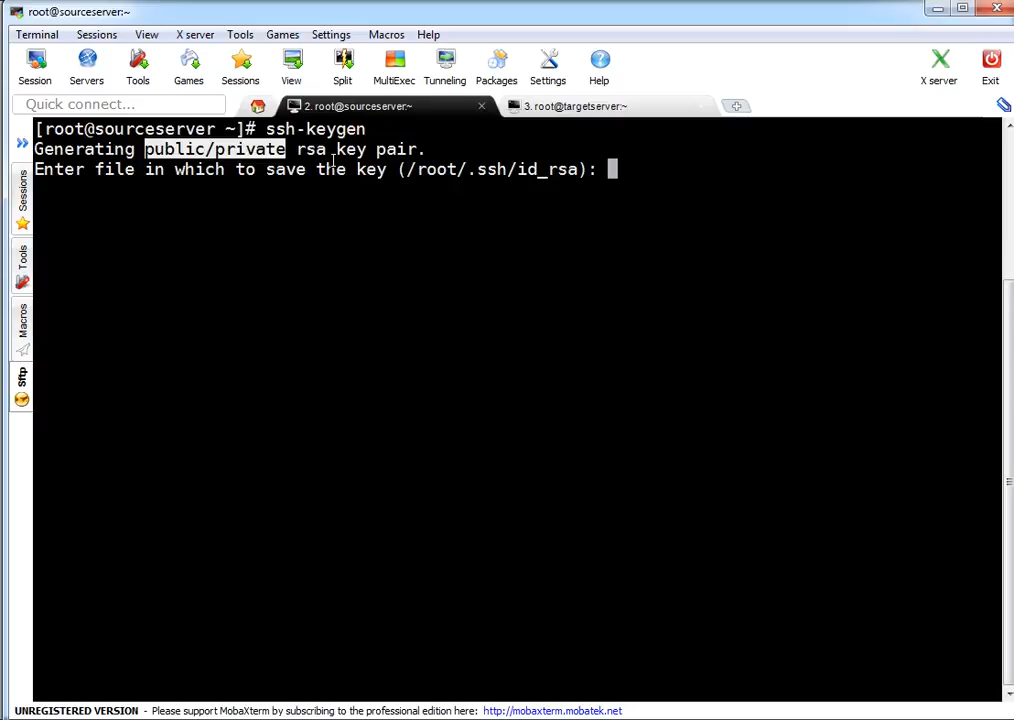 root@sourceserver:~
Terminal Sessions View X server Tools Games Settings Macros Help
Session Servers Tools Games Sessions View Split MultiExec Tunneling Packages Settings Help X server Exit
Quick connect...
2. root@sourceserver:~
3. root@targetserver:~
[root@sourceserver ~]# ssh-keygen
Generating public/private rsa key pair.
Enter file in which to save the key (/root/.ssh/id_rsa):
Sessions
Tools
Macros
Sftp
UNREGISTERED VERSION - Please support MobaXterm by subscribing to the professional edition here: http://mobaxterm.mobatek.net